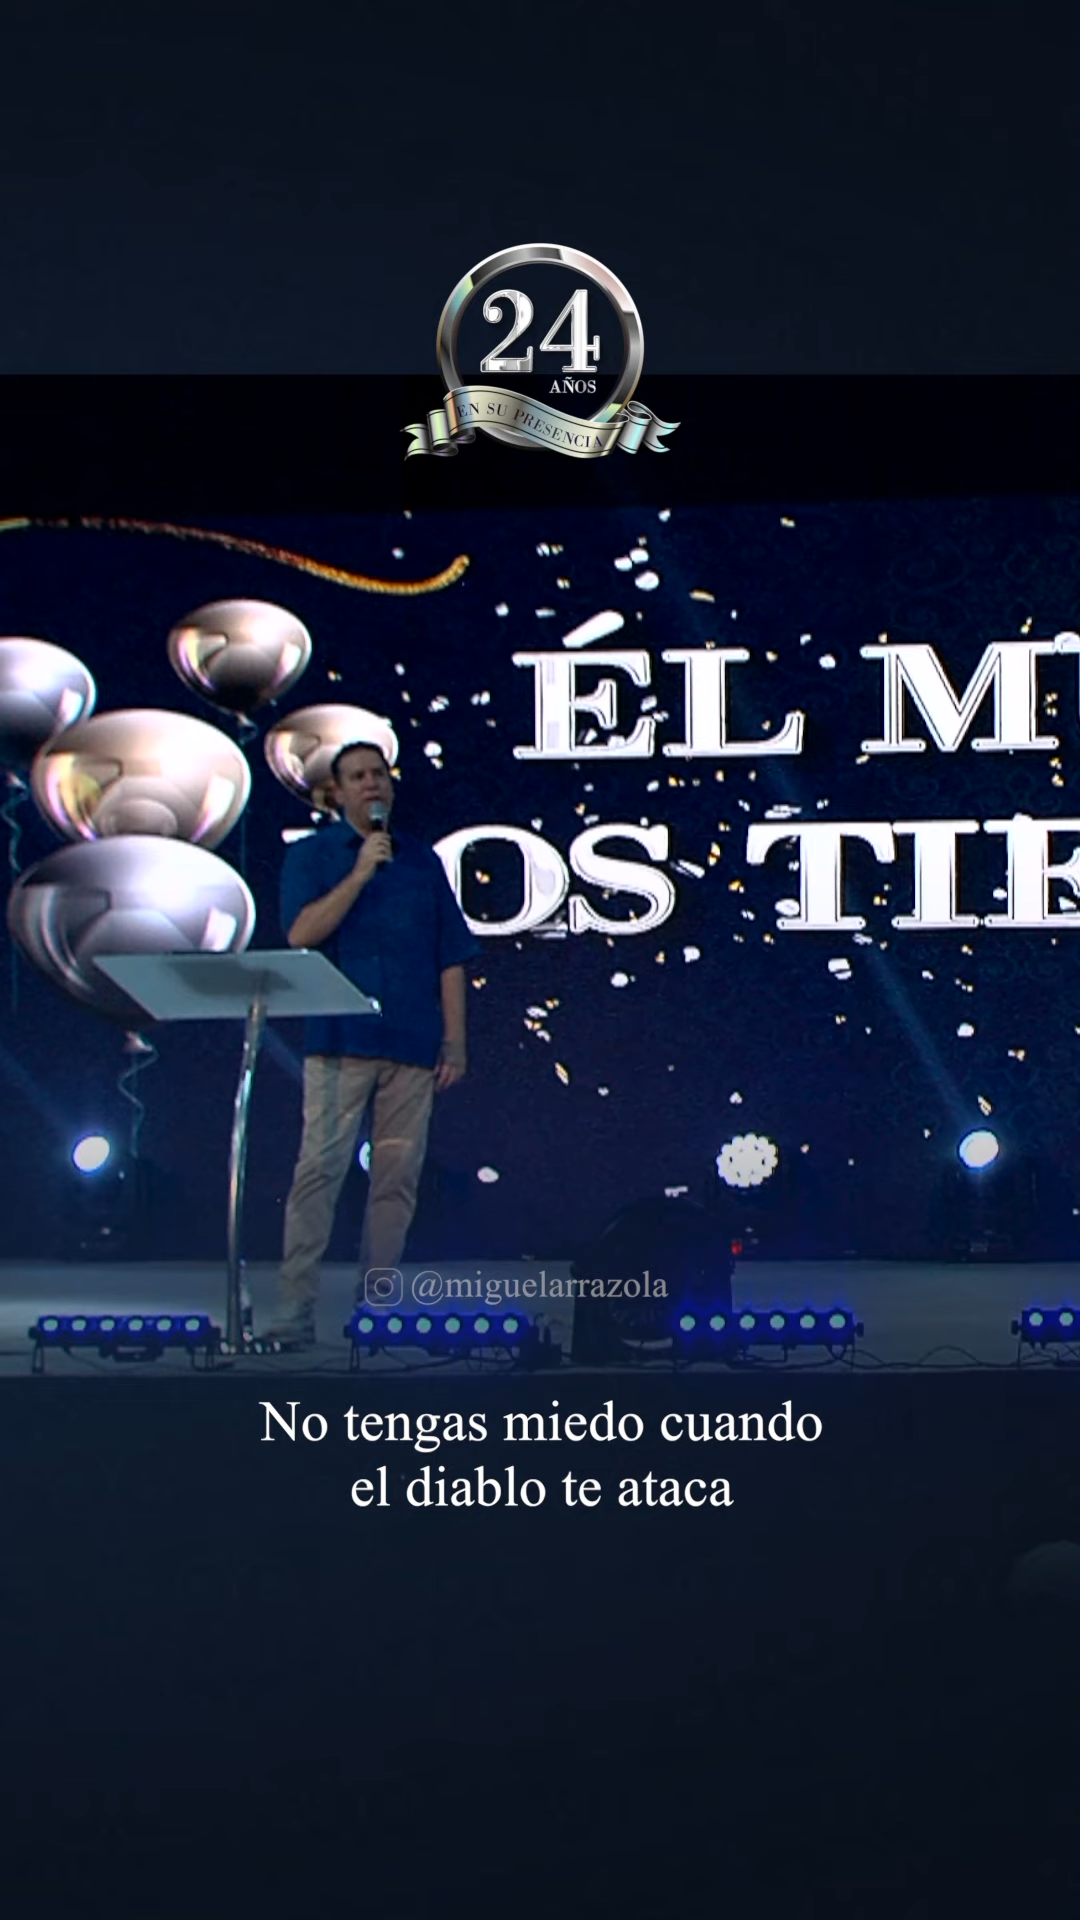 24
AÑOS
EN SU PRESENCIA
ÉL M
OS TIE
@miguelarrazola
No tengas miedo cuando
el diablo te ataca